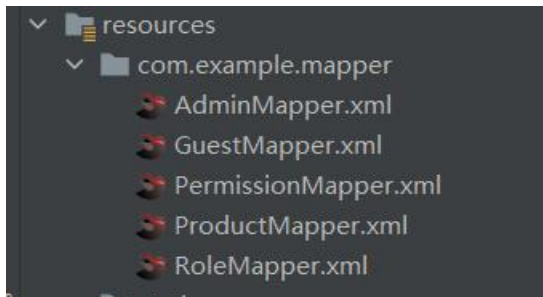 resources
com.example.mapper
AdminMapper.xml
GuestMapper.xml
PermissionMapper.xml
ProductMapper.xml
RoleMapper.xml